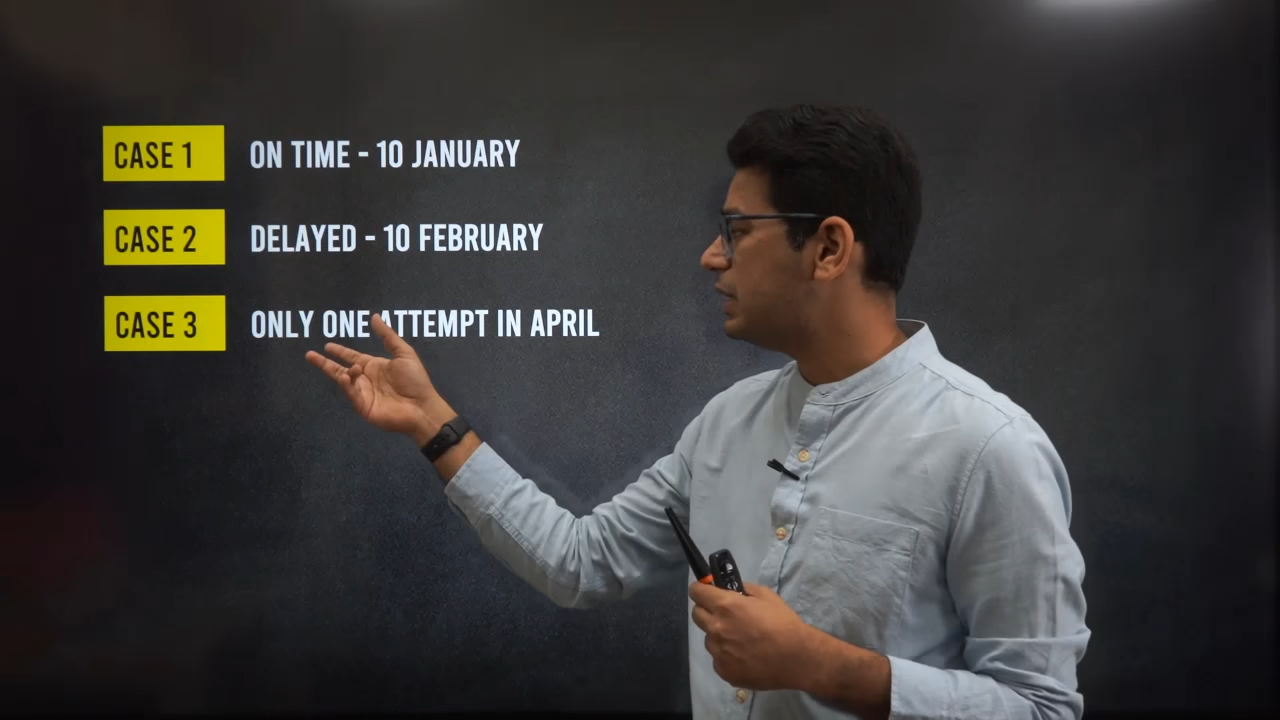 CASE 1 ON TIME - 10 JANUARY
CASE 2 DELAYED - 10 FEBRUARY
CASE 3 ONLY ONE ATTEMPT IN APRIL